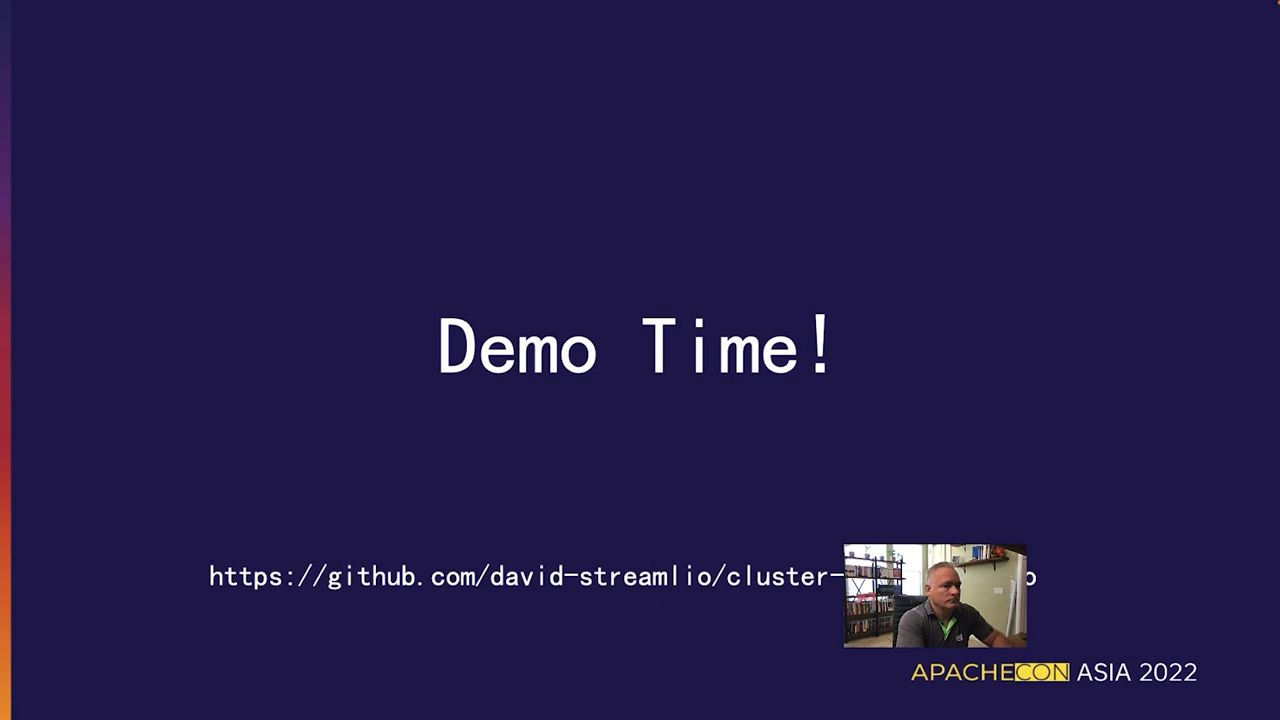 Demo Time!
https://github.com/david-streamlio/cluster-
APACHECON ASIA 2022